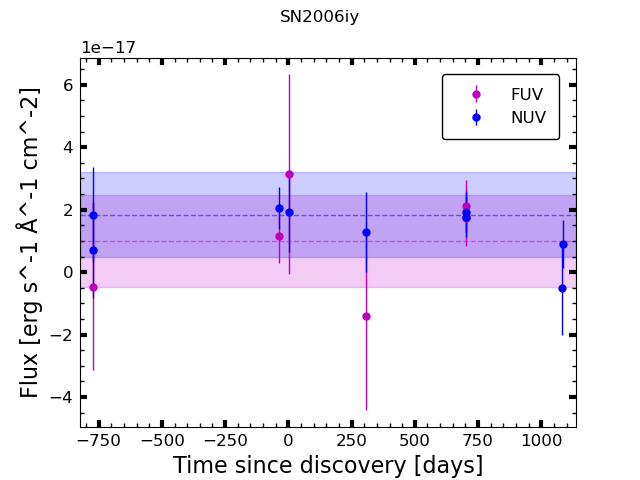 SN2006iy
1e−17
6
4
2
0
−2
−4
Flux [erg s^-1 Å^-1 cm^-2]
FUV
NUV
−750 −500 −250 0 250 500 750 1000
Time since discovery [days]